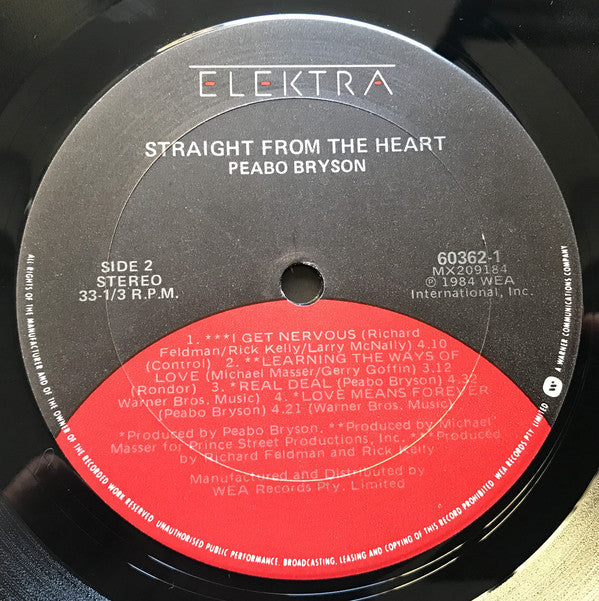 ELEKTRA
STRAIGHT FROM THE HEART
PEABO BRYSON
SIDE 2
STEREO
33-1/3 R.P.M.
60362-1
MX209184
℗ 1984 WEA
International, Inc.
1. ***I GET NERVOUS (Richard
Feldman/Rick Kelly/Larry McNally) 4.10
(Control) 2. **LEARNING THE WAYS OF
LOVE (Michael Masser/Gerry Goffin) 3.12
(Rondor) 3. *REAL DEAL (Peabo Bryson) 4.32
Warner Bros. Music) 4. *LOVE MEANS FOREVER
(Peabo Bryson) 4.21 (Warner Bros. Music)
*Produced by Peabo Bryson. **Produced by Michael
Masser for Prince Street Productions, Inc. ***Produced
by Richard Feldman and Rick Kelly
Manufactured and Distributed by
WEA Records Pty. Limited
ALL RIGHTS OF THE MANUFACTURER AND OF THE OWNER OF THE RECORDED WORK RESERVED. UNAUTHORISED PUBLIC PERFORMANCE, BROADCASTING, LEASING AND COPYING OF THIS RECORD PROHIBITED. WEA RECORDS PTY. LIMITED W A WARNER COMMUNICATIONS COMPANY